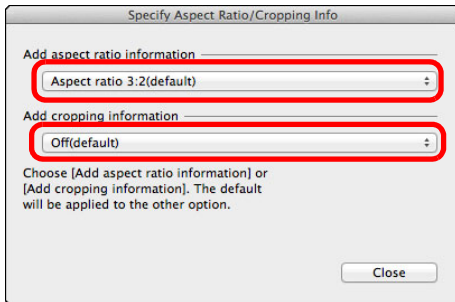 Specify Aspect Ratio/Cropping Info
Add aspect ratio information
Aspect ratio 3:2(default)
Add cropping information
Off(default)
Choose [Add aspect ratio information] or
[Add cropping information]. The default
will be applied to the other option.
Close